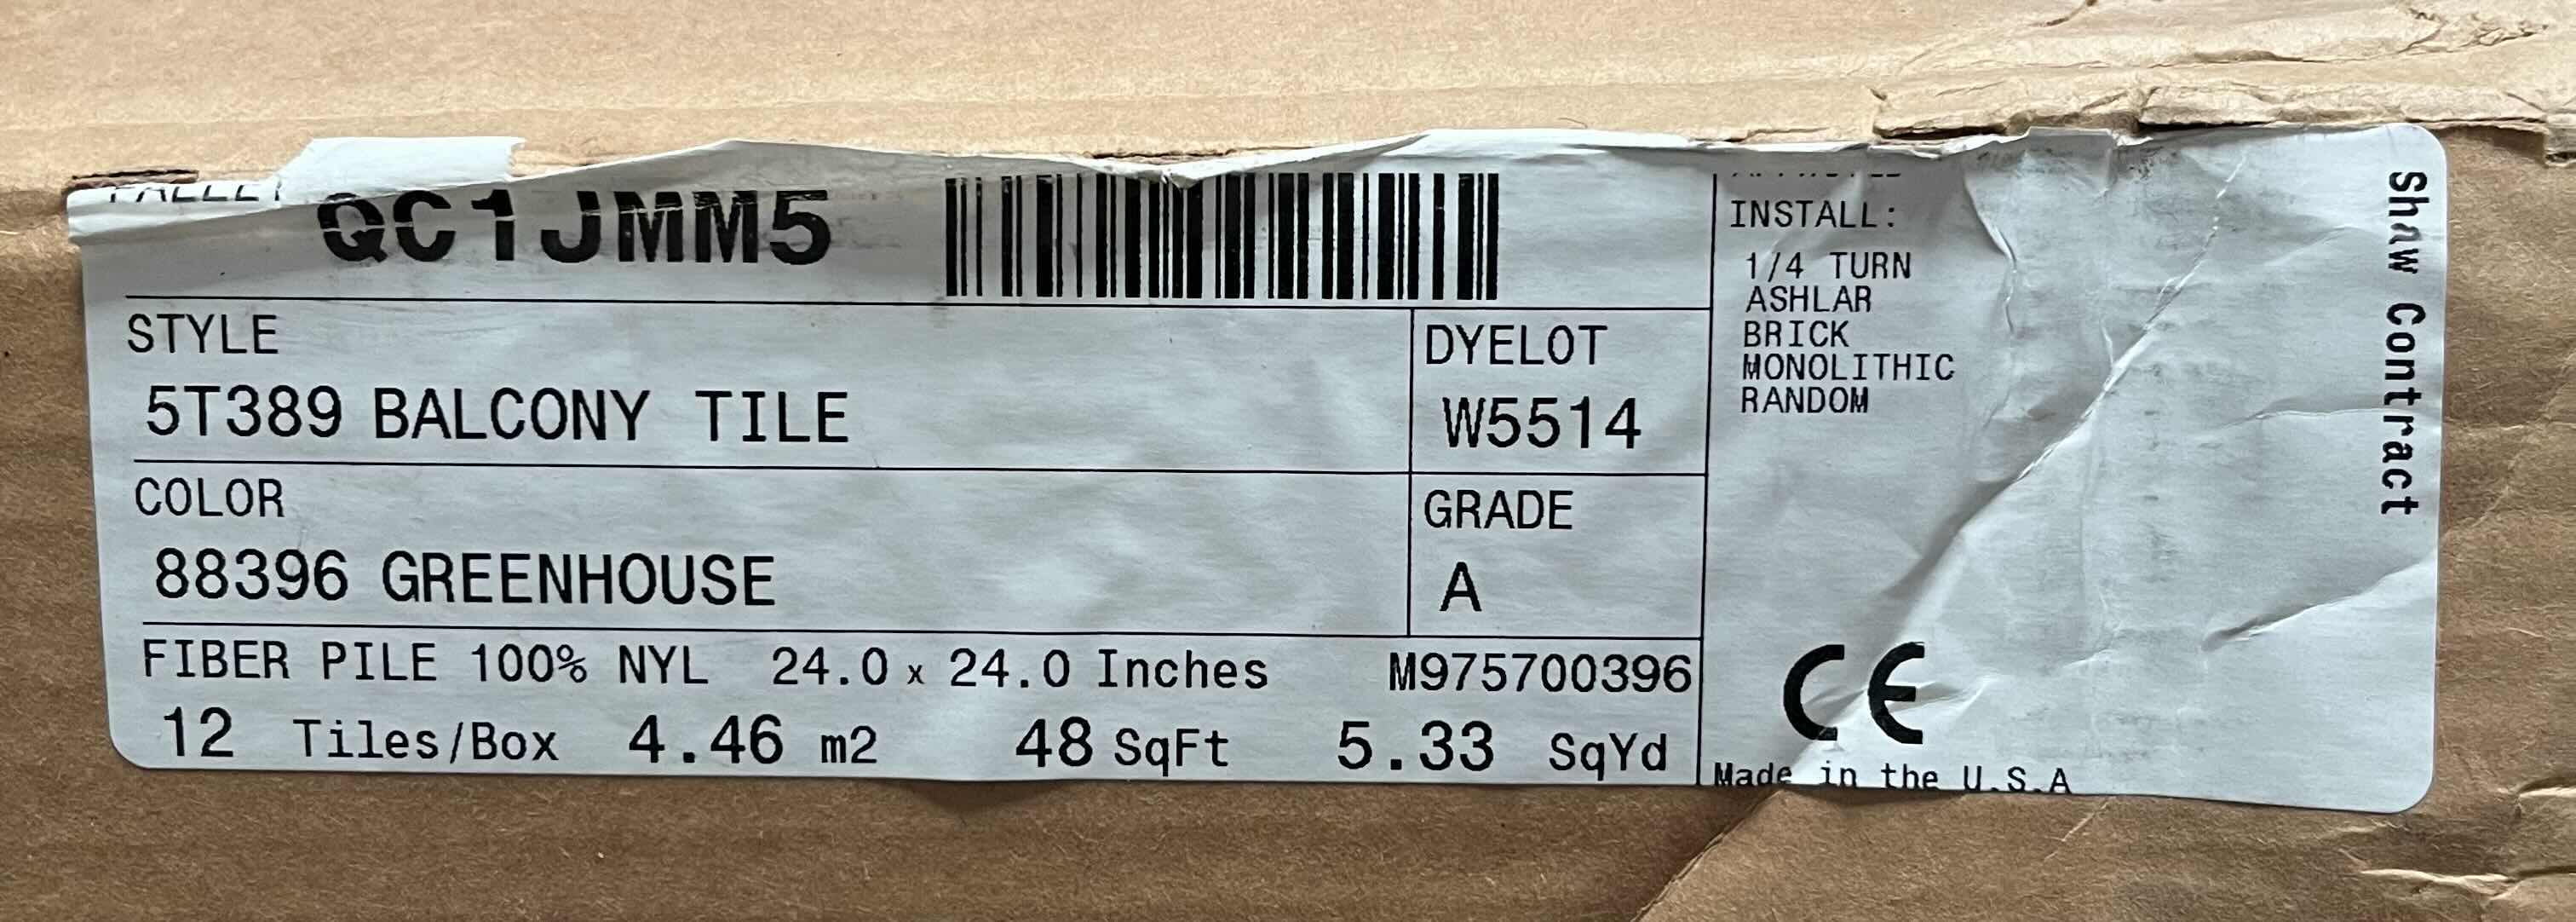 PALLET
QC1JMM5
STYLE
5T389 BALCONY TILE
DYELOT
W5514
COLOR
88396 GREENHOUSE
GRADE
A
FIBER PILE 100% NYL 24.0 x 24.0 Inches M975700396
12 Tiles/Box 4.46 m2 48 SqFt 5.33 SqYd
INSTALL:
1/4 TURN
ASHLAR
BRICK
MONOLITHIC
RANDOM
CE
Made in the U.S.A
Shaw Contract